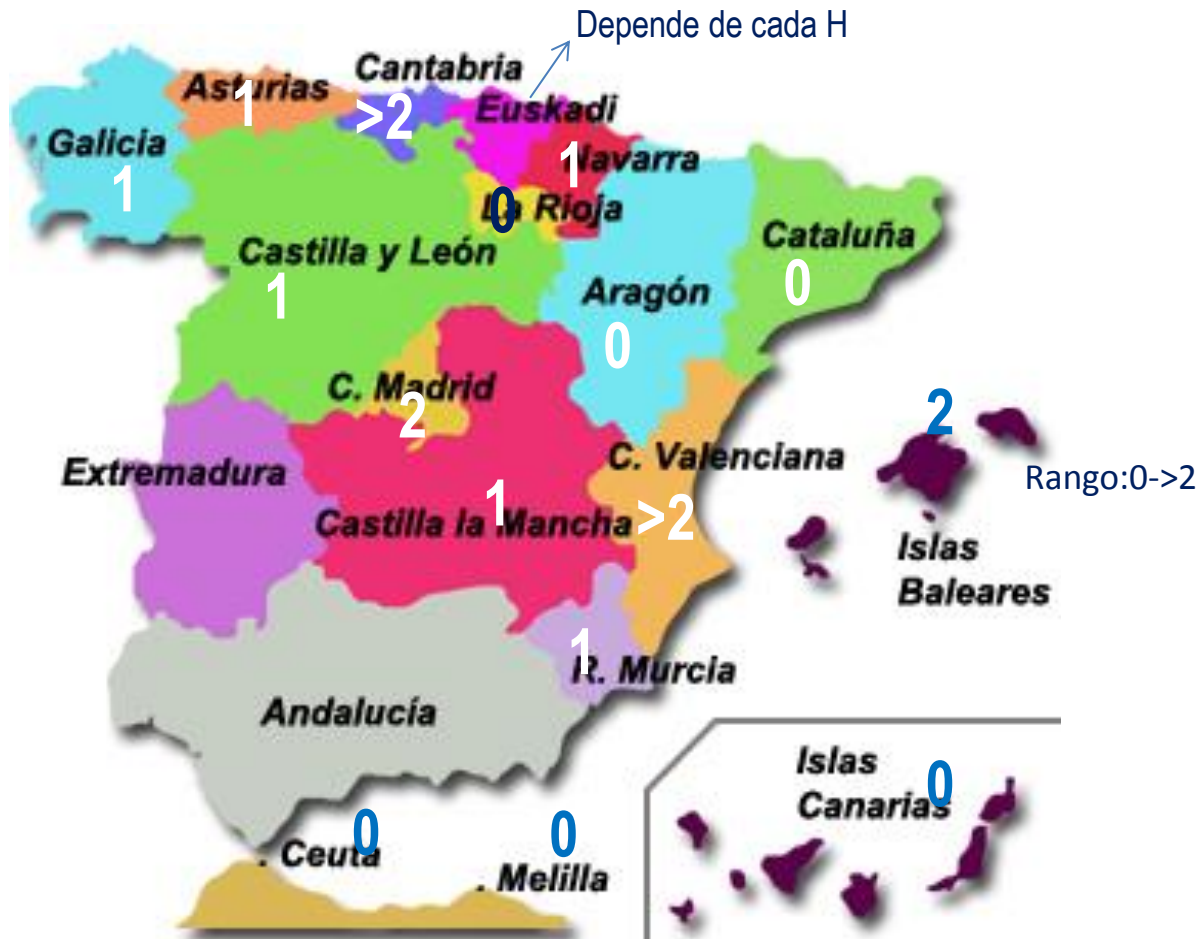 Depende de cada H
Cantabria
Asturias
1
>2
Euskadi
Galicia
1
1
Navarra
0
La Rioja
Castilla y León
1
Cataluña
0
Aragón
0
C. Madrid
2
2
Extremadura
C. Valenciana
Rango:0->2
1
Castilla la Mancha
>2
Islas
Baleares
1
R. Murcia
Andalucía
Islas
Canarias
0
0
0
. Ceuta
. Melilla